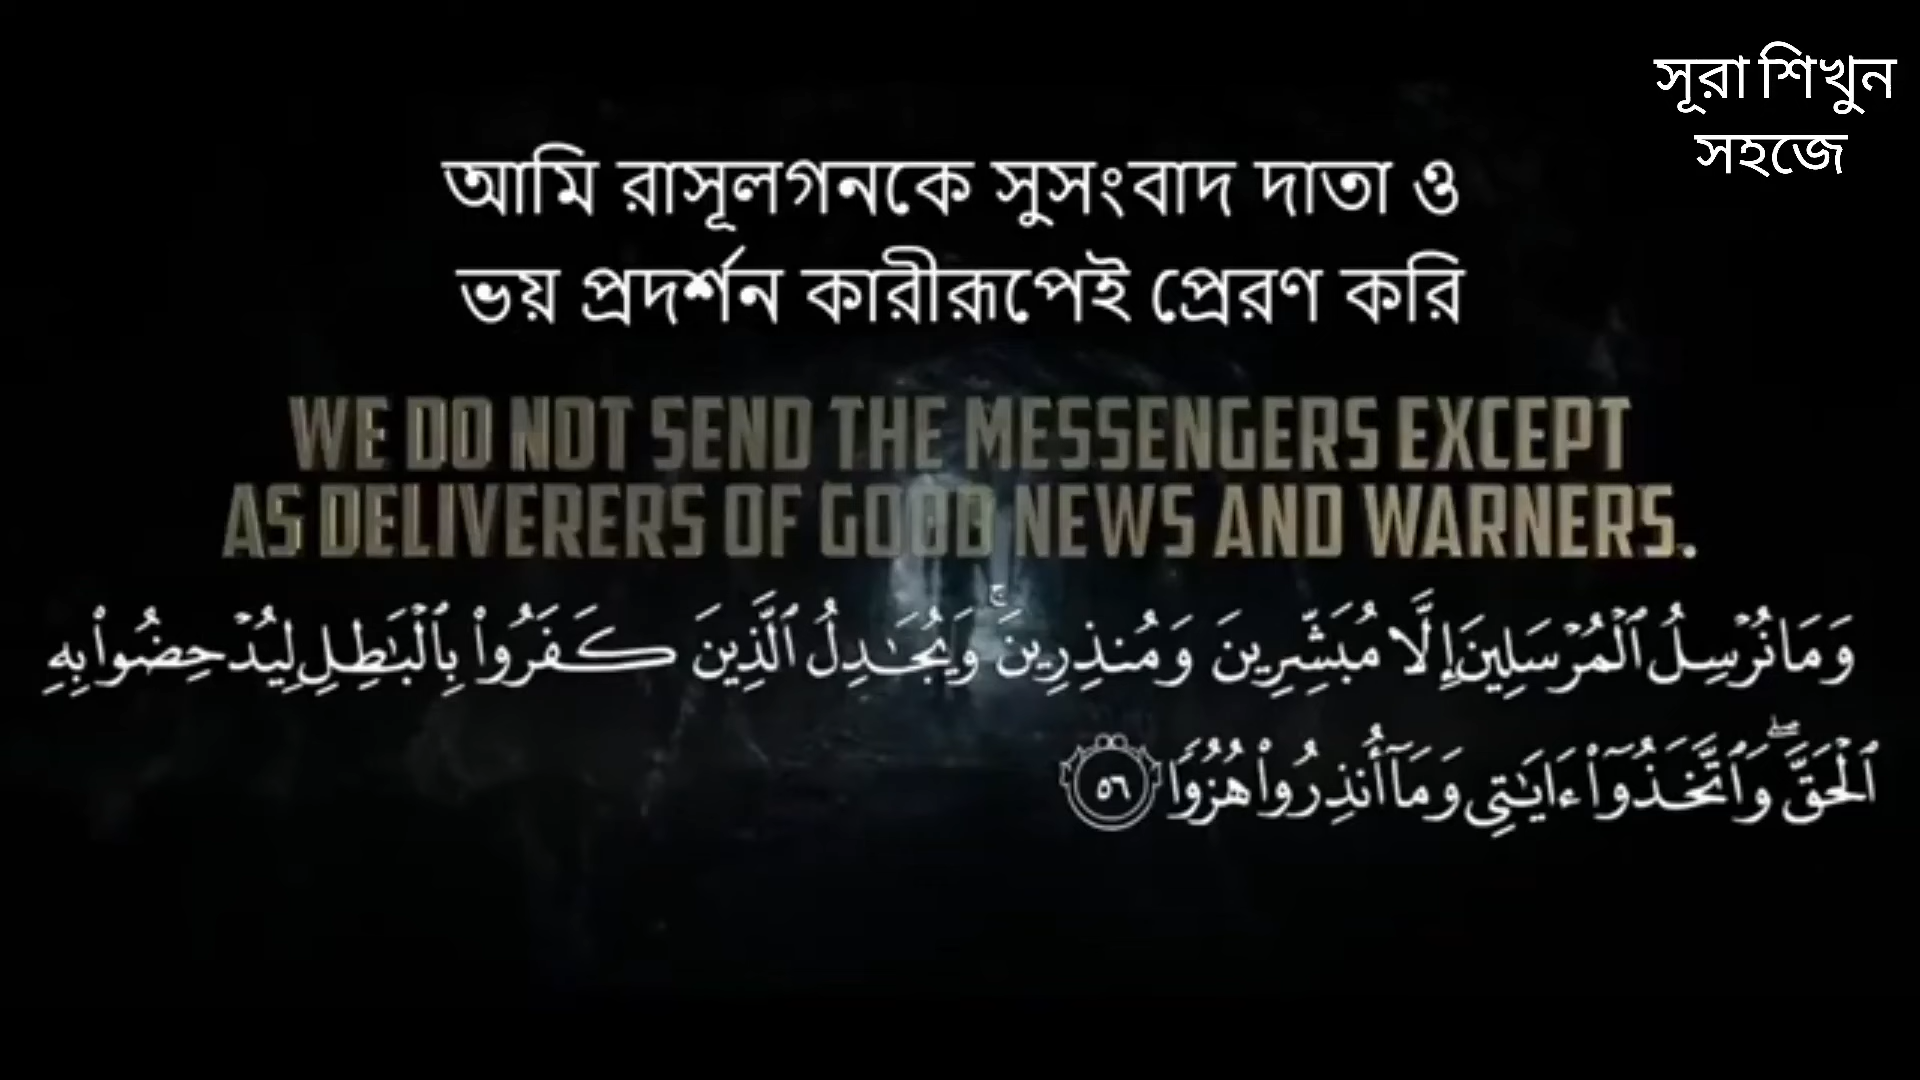 সূরা শিখুন
সহজে
আমি রাসূলগনকে সুসংবাদ দাতা ও
ভয় প্রদর্শন কারীরূপেই প্রেরণ করি
WE DO NOT SEND THE MESSENGERS EXCEPT
AS DELIVERERS OF GOOD NEWS AND WARNERS.
وَمَا نُرْسِلُ ٱلْمُرْسَلِينَ إِلَّا مُبَشِّرِينَ وَمُنذِرِينَ ۚ وَيُجَـٰدِلُ ٱلَّذِينَ كَفَرُوا۟ بِٱلْبَـٰطِلِ لِيُدْحِضُوا۟ بِهِ
ٱلْحَقَّ ۖ وَٱتَّخَذُوٓا۟ ءَايَـٰتِى وَمَآ أُنذِرُوا۟ هُزُوًا ٥٦